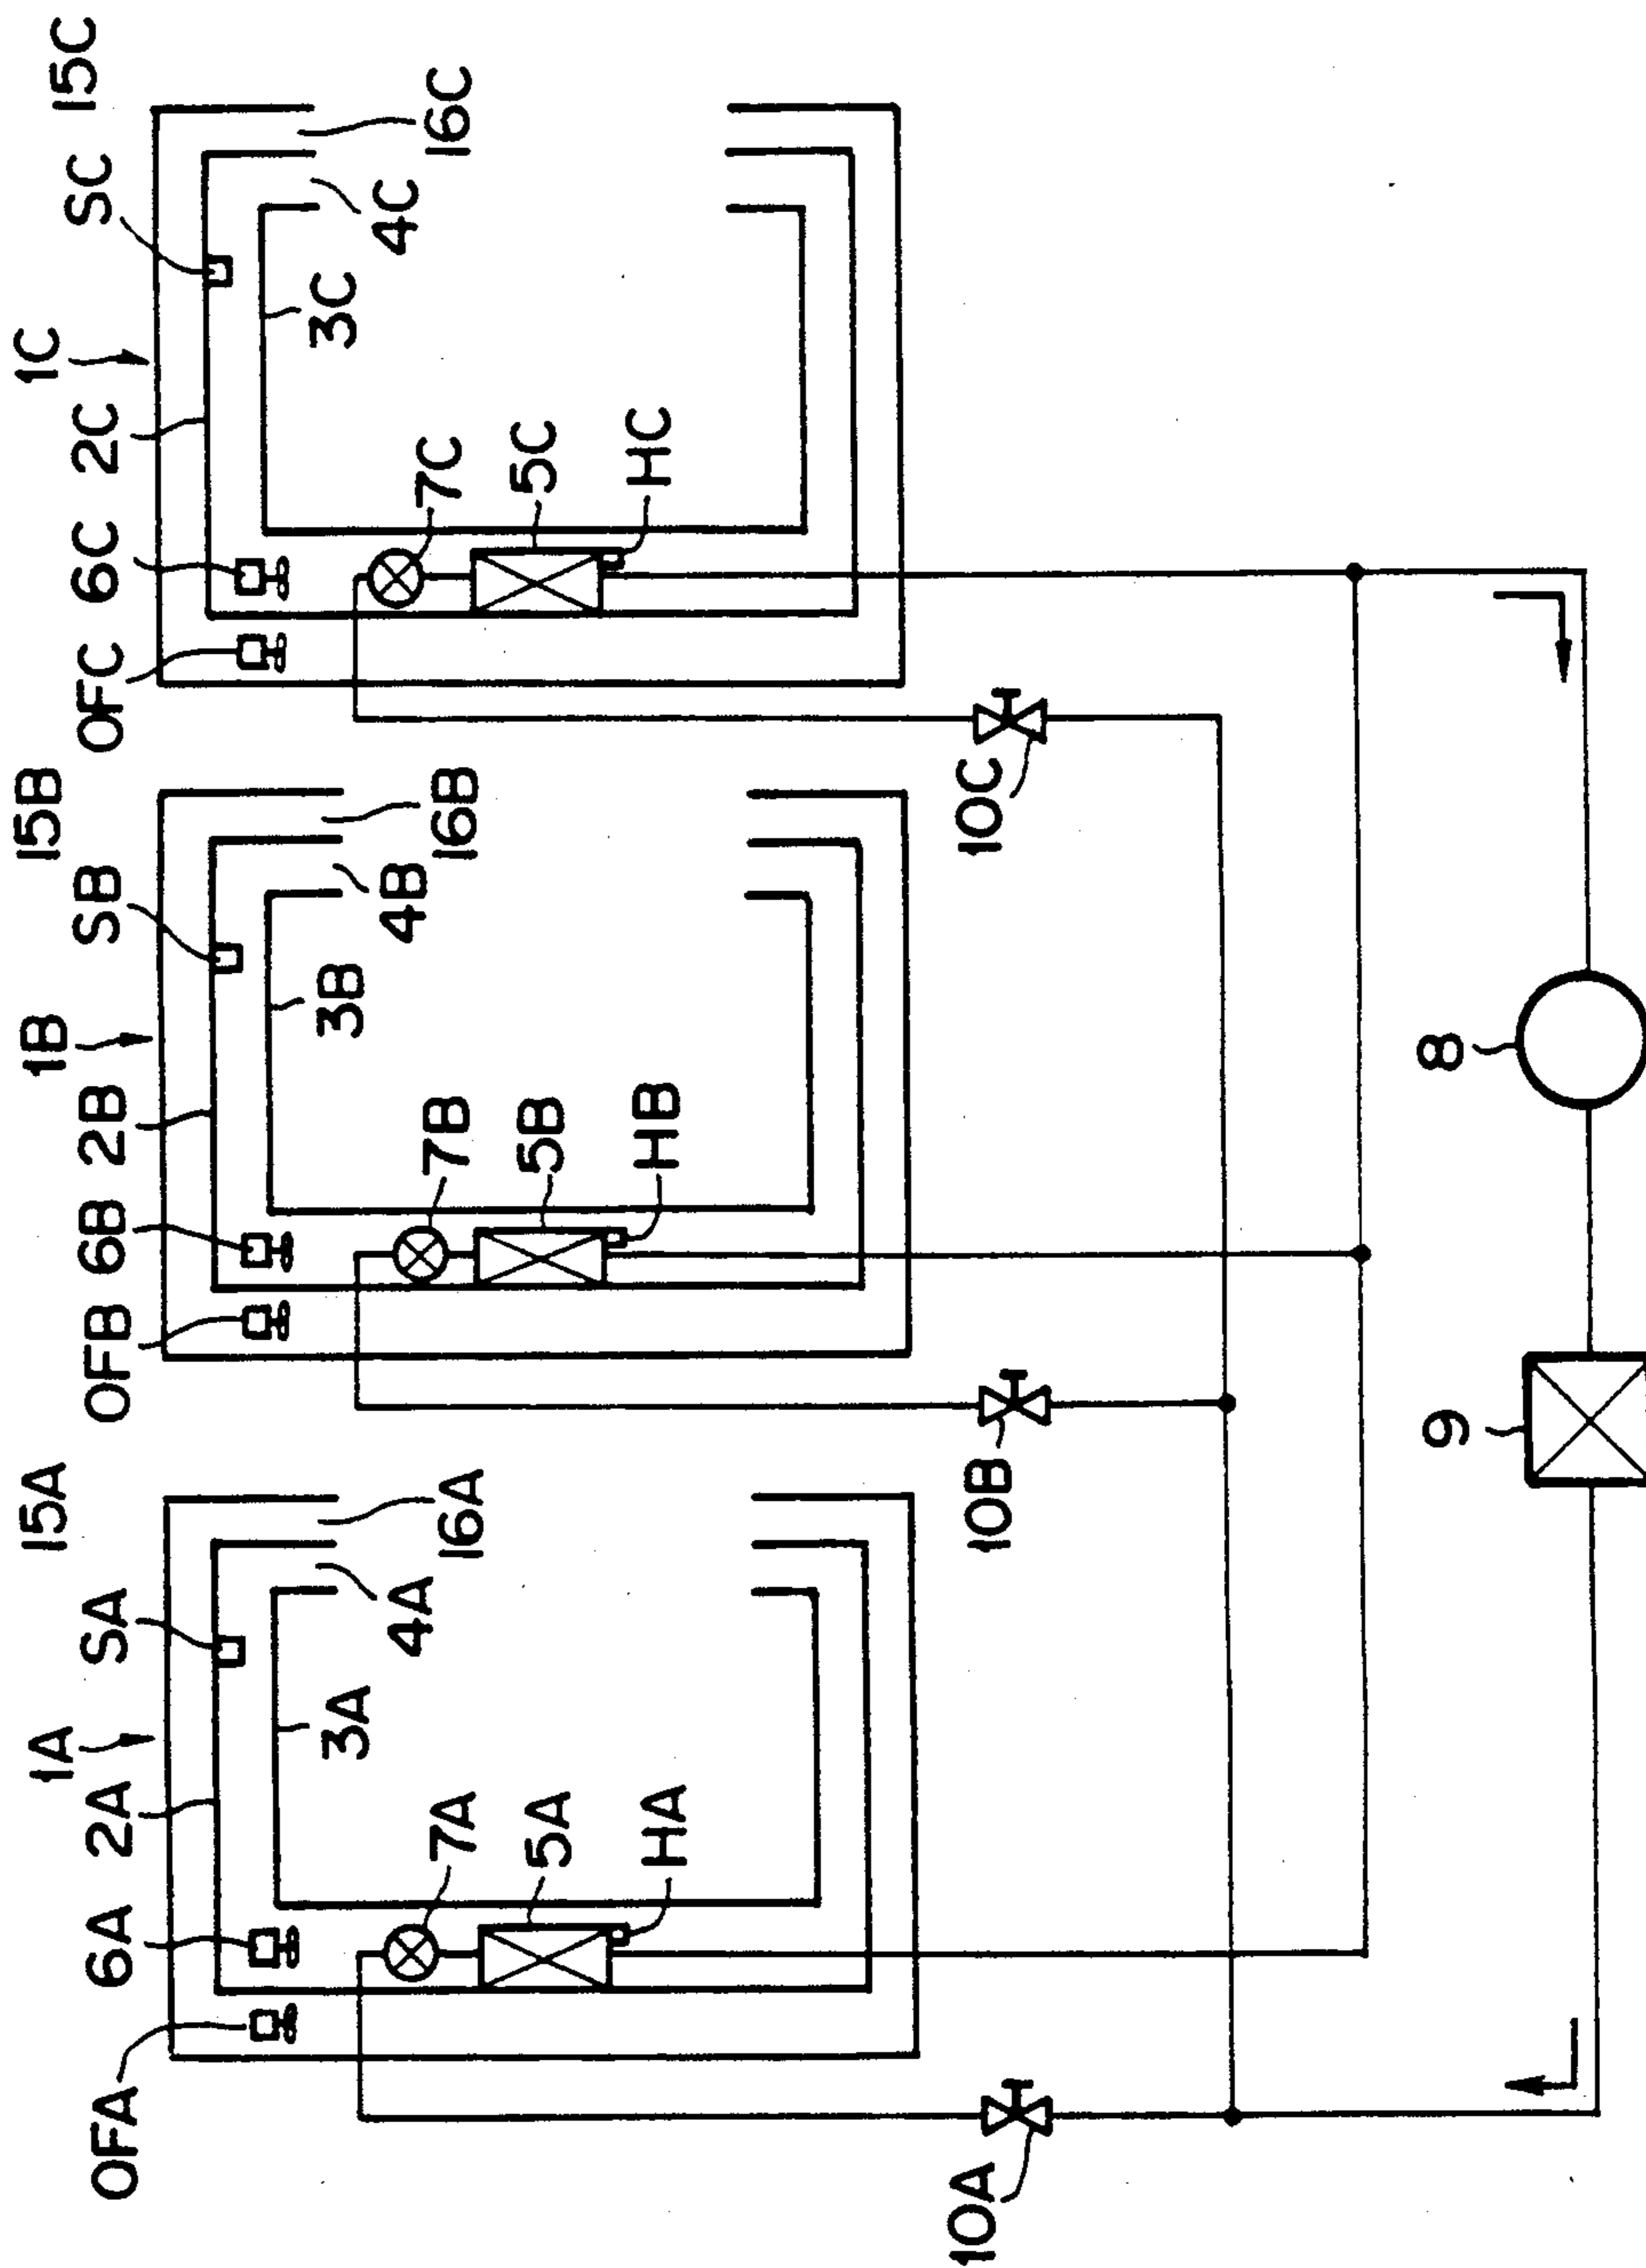 15A
15B
15C
1A
1B
1C
OFA
6A
2A
SA
OFB
6B
2B
SB
OFC
6C
2C
SC
3A
4A
16A
3B
4B
16B
3C
4C
16C
7A
5A
HA
7B
5B
HB
7C
5C
HC
10A
10B
10C
9
8